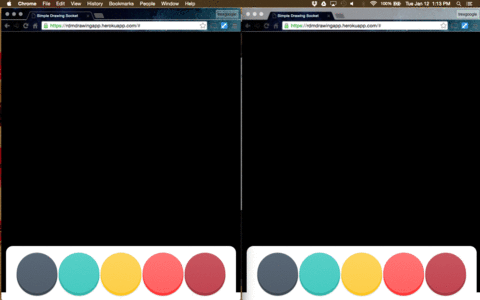 Chrome File Edit View History Bookmarks People Window Help 100% Tue Jan 12 1:13 PM
Simple Drawing Socket
Simple Drawing Socket
https://rdmdrawingapp.herokuapp.com/#
https://rdmdrawingapp.herokuapp.com/#